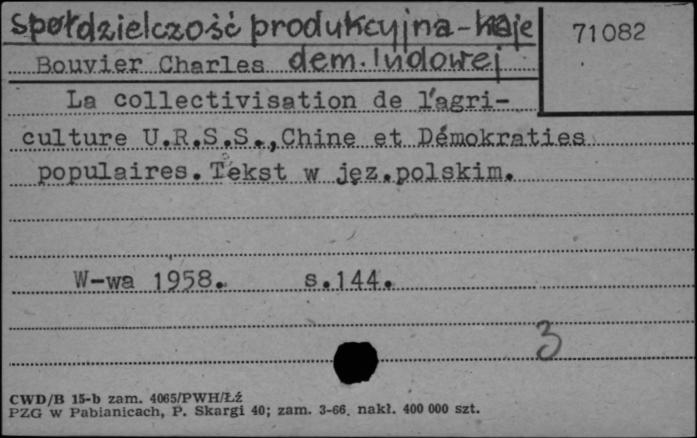 Spółdzielczość produkcyjna - kraje
71082
Bouvier Charles dem. ludowej
La collectivisation de l'agri-
culture U.R.S.S.,Chine et Démokraties
populaires. Tekst w jęz.polskim.
W-wa 1958. s.144.
3
CWD/B 15-b zam. 4065/PWH/Łź
PZG w Pabianicach, P. Skargi 40; zam. 3-66. nakł. 400 000 szt.